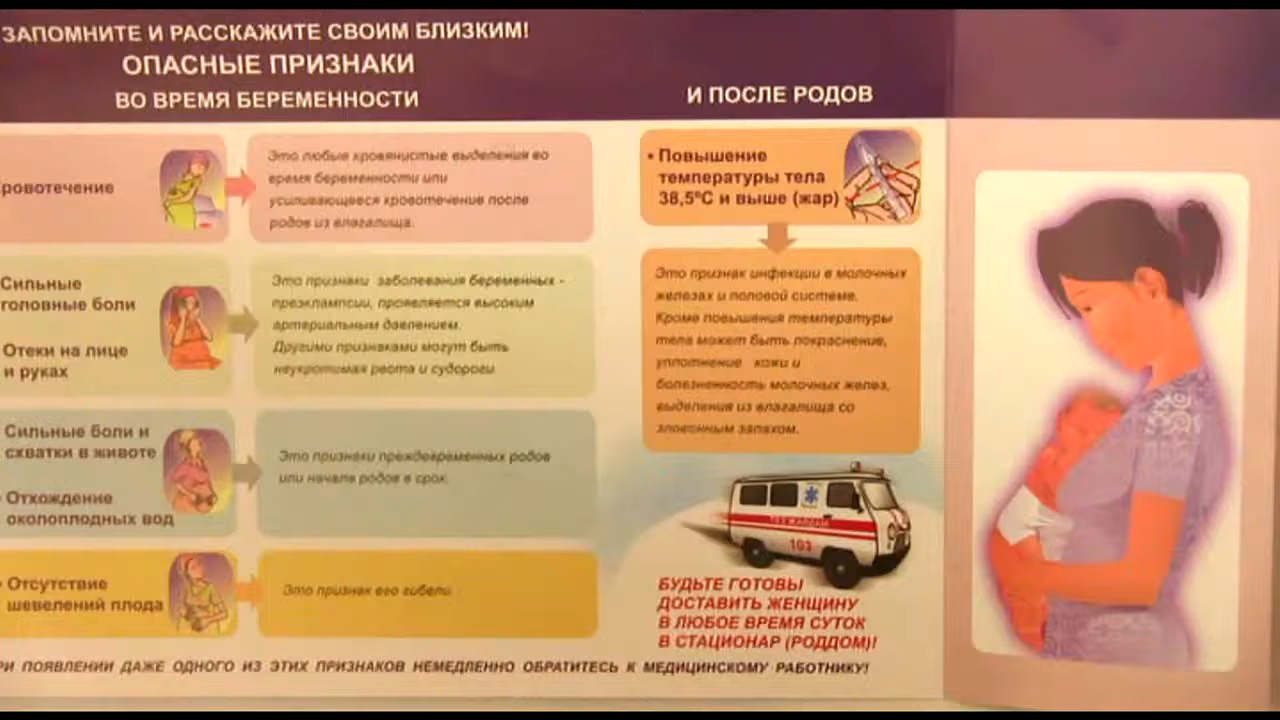 ЗАПОМНИТЕ И РАССКАЖИТЕ СВОИМ БЛИЗКИМ!
ОПАСНЫЕ ПРИЗНАКИ
ВО ВРЕМЯ БЕРЕМЕННОСТИ
ровотечение
Это любые кровянистые выделения во
время беременности или
усиливающееся кровотечение после
родов из влагалища.
Сильные
головные боли
Отеки на лице
и руках
Это признаки заболевания беременных -
преэклампсии, проявляется высоким
артериальным давлением.
Другими признаками могут быть
неукротимая рвота и судороги.
Сильные боли и
схватки в животе
Отхождение
околоплодных вод
Это признаки преждевременных родов
или начала родов в срок.
• Отсутствие
шевелений плода
Это признак его гибели
И ПОСЛЕ РОДОВ
• Повышение
температуры тела
38,5ºС и выше (жар)
Это признак инфекции в молочных
железах и половой системе.
Кроме повышения температуры
тела может быть покраснение,
уплотнение кожи и
болезненность молочных желез,
выделения из влагалища со
зловонным запахом.
ТЕЗ ЖАРДАМ
103
БУДЬТЕ ГОТОВЫ
ДОСТАВИТЬ ЖЕНЩИНУ
В ЛЮБОЕ ВРЕМЯ СУТОК
В СТАЦИОНАР (РОДДОМ)!
РИ ПОЯВЛЕНИИ ДАЖЕ ОДНОГО ИЗ ЭТИХ ПРИЗНАКОВ НЕМЕДЛЕННО ОБРАТИТЕСЬ К МЕДИЦИНСКОМУ РАБОТНИКУ!